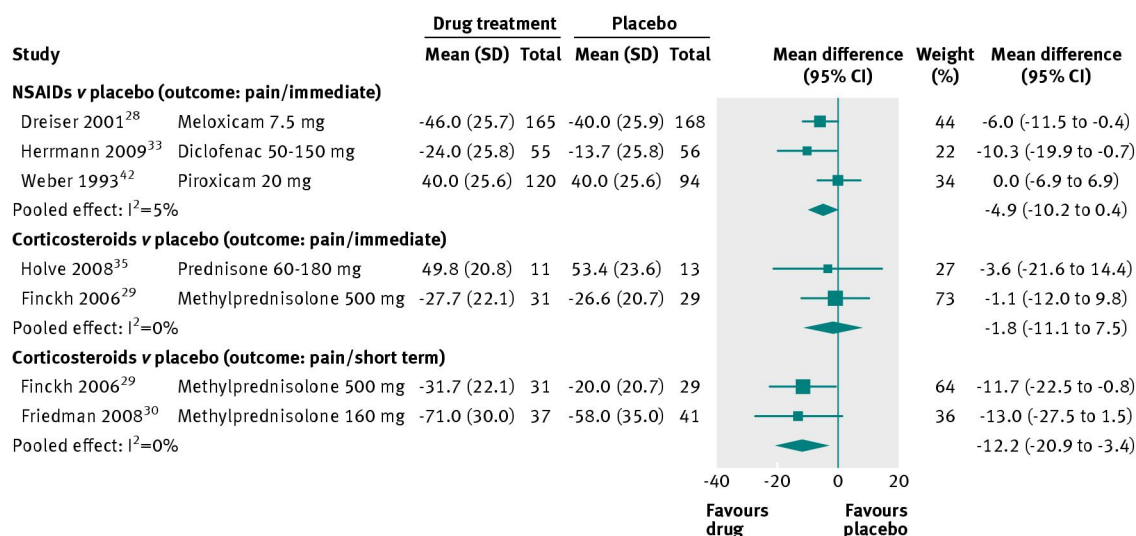 Drug treatment Placebo
Study Mean (SD) Total Mean (SD) Total Mean difference (95% CI) Weight (%) Mean difference (95% CI)
NSAIDs v placebo (outcome: pain/immediate)
Dreiser 2001²⁸ Meloxicam 7.5 mg -46.0 (25.7) 165 -40.0 (25.9) 168 44 -6.0 (-11.5 to -0.4)
Herrmann 2009³³ Diclofenac 50-150 mg -24.0 (25.8) 55 -13.7 (25.8) 56 22 -10.3 (-19.9 to -0.7)
Weber 1993⁴² Piroxicam 20 mg 40.0 (25.6) 120 40.0 (25.6) 94 34 0.0 (-6.9 to 6.9)
Pooled effect: I²=5% -4.9 (-10.2 to 0.4)
Corticosteroids v placebo (outcome: pain/immediate)
Holve 2008³⁵ Prednisone 60-180 mg 49.8 (20.8) 11 53.4 (23.6) 13 27 -3.6 (-21.6 to 14.4)
Finckh 2006²⁹ Methylprednisolone 500 mg -27.7 (22.1) 31 -26.6 (20.7) 29 73 -1.1 (-12.0 to 9.8)
Pooled effect: I²=0% -1.8 (-11.1 to 7.5)
Corticosteroids v placebo (outcome: pain/short term)
Finckh 2006²⁹ Methylprednisolone 500 mg -31.7 (22.1) 31 -20.0 (20.7) 29 64 -11.7 (-22.5 to -0.8)
Friedman 2008³⁰ Methylprednisolone 160 mg -71.0 (30.0) 37 -58.0 (35.0) 41 36 -13.0 (-27.5 to 1.5)
Pooled effect: I²=0% -12.2 (-20.9 to -3.4)
-40 -20 0 20
Favours drug Favours placebo